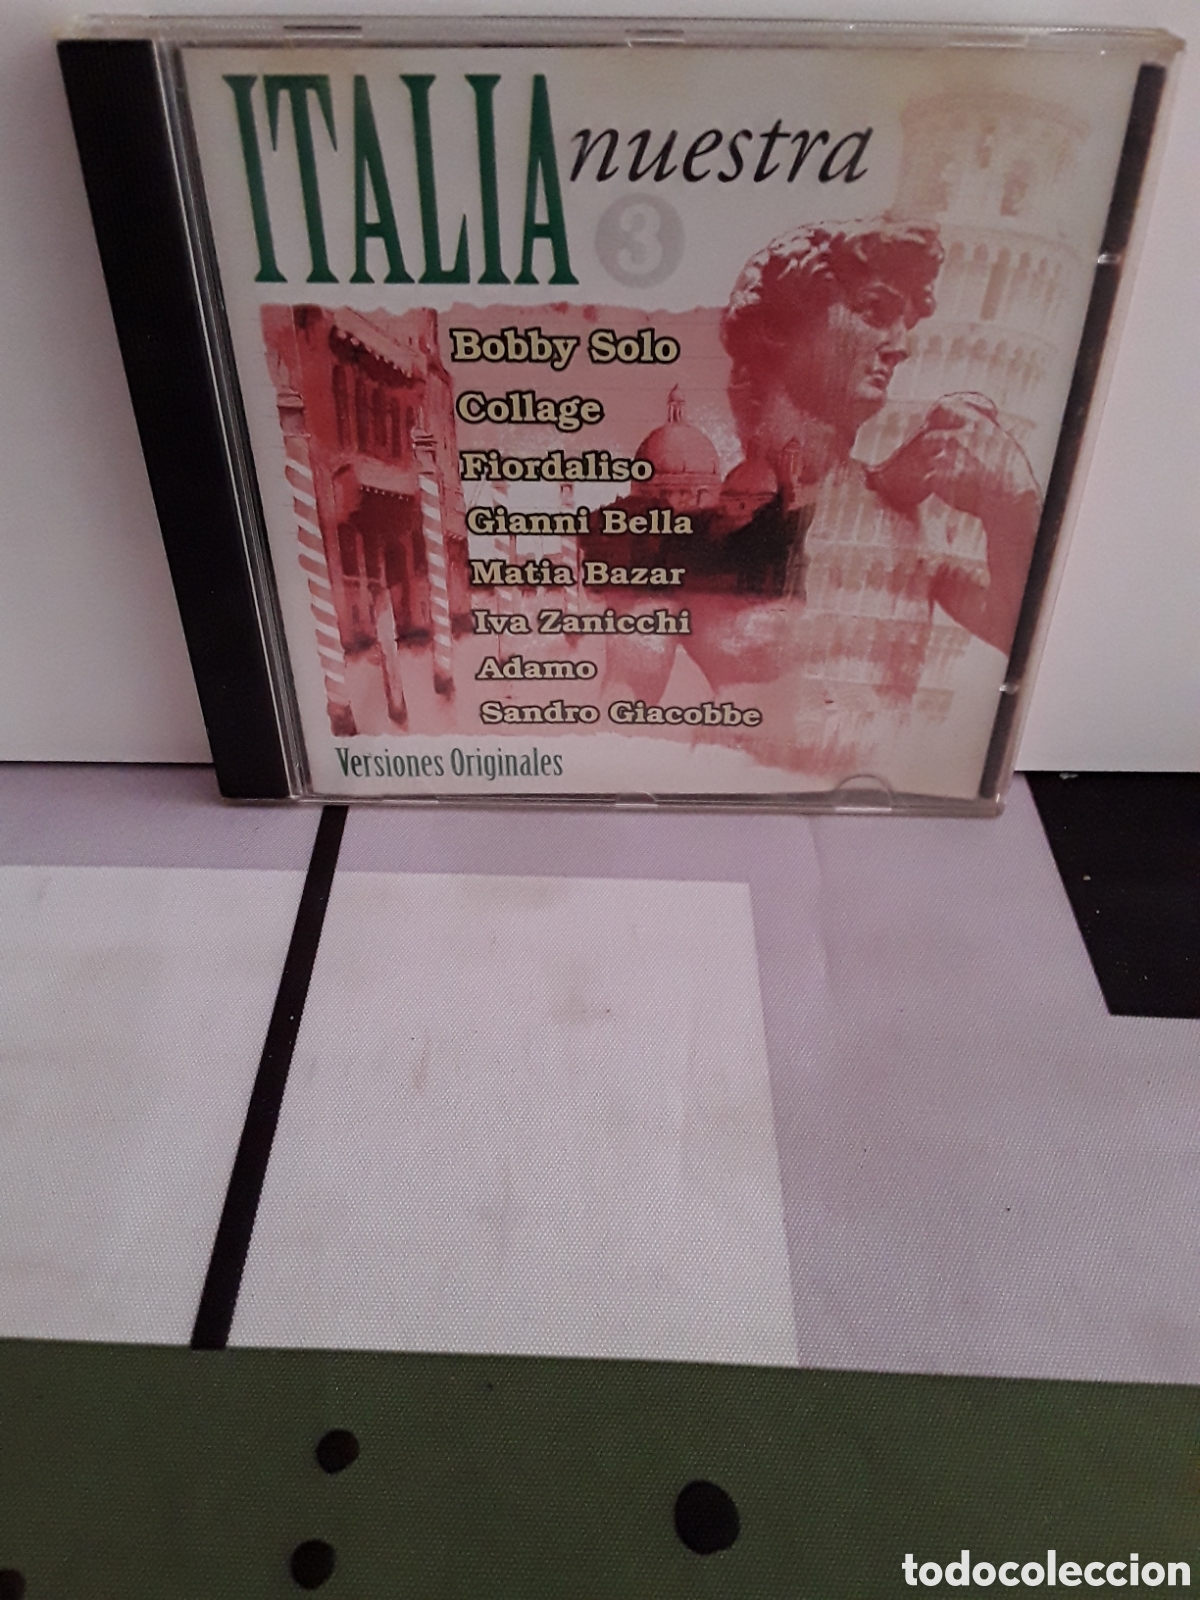 ITALIA nuestra
3
Bobby Solo
Collage
Fiordaliso
Gianni Bella
Matia Bazar
Iva Zanicchi
Adamo
Sandro Giacobbe
Versiones Originales
todocoleccion